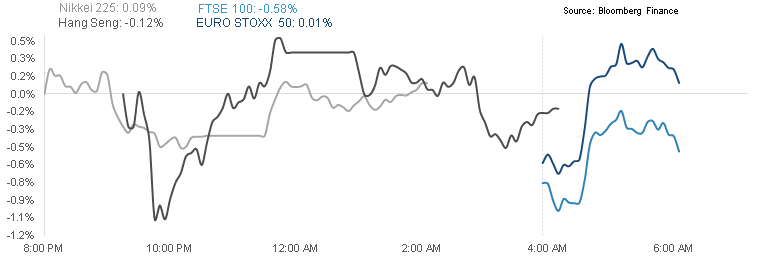 Nikkei 225: 0.09%
FTSE 100: -0.58%
Source: Bloomberg Finance
Hang Seng: -0.12%
EURO STOXX 50: 0.01%
0.5%
0.3%
0.2%
0.0%
-0.2%
-0.3%
-0.5%
-0.6%
-0.8%
-0.9%
-1.1%
-1.2%
8:00 PM
10:00 PM
12:00 AM
2:00 AM
4:00 AM
6:00 AM